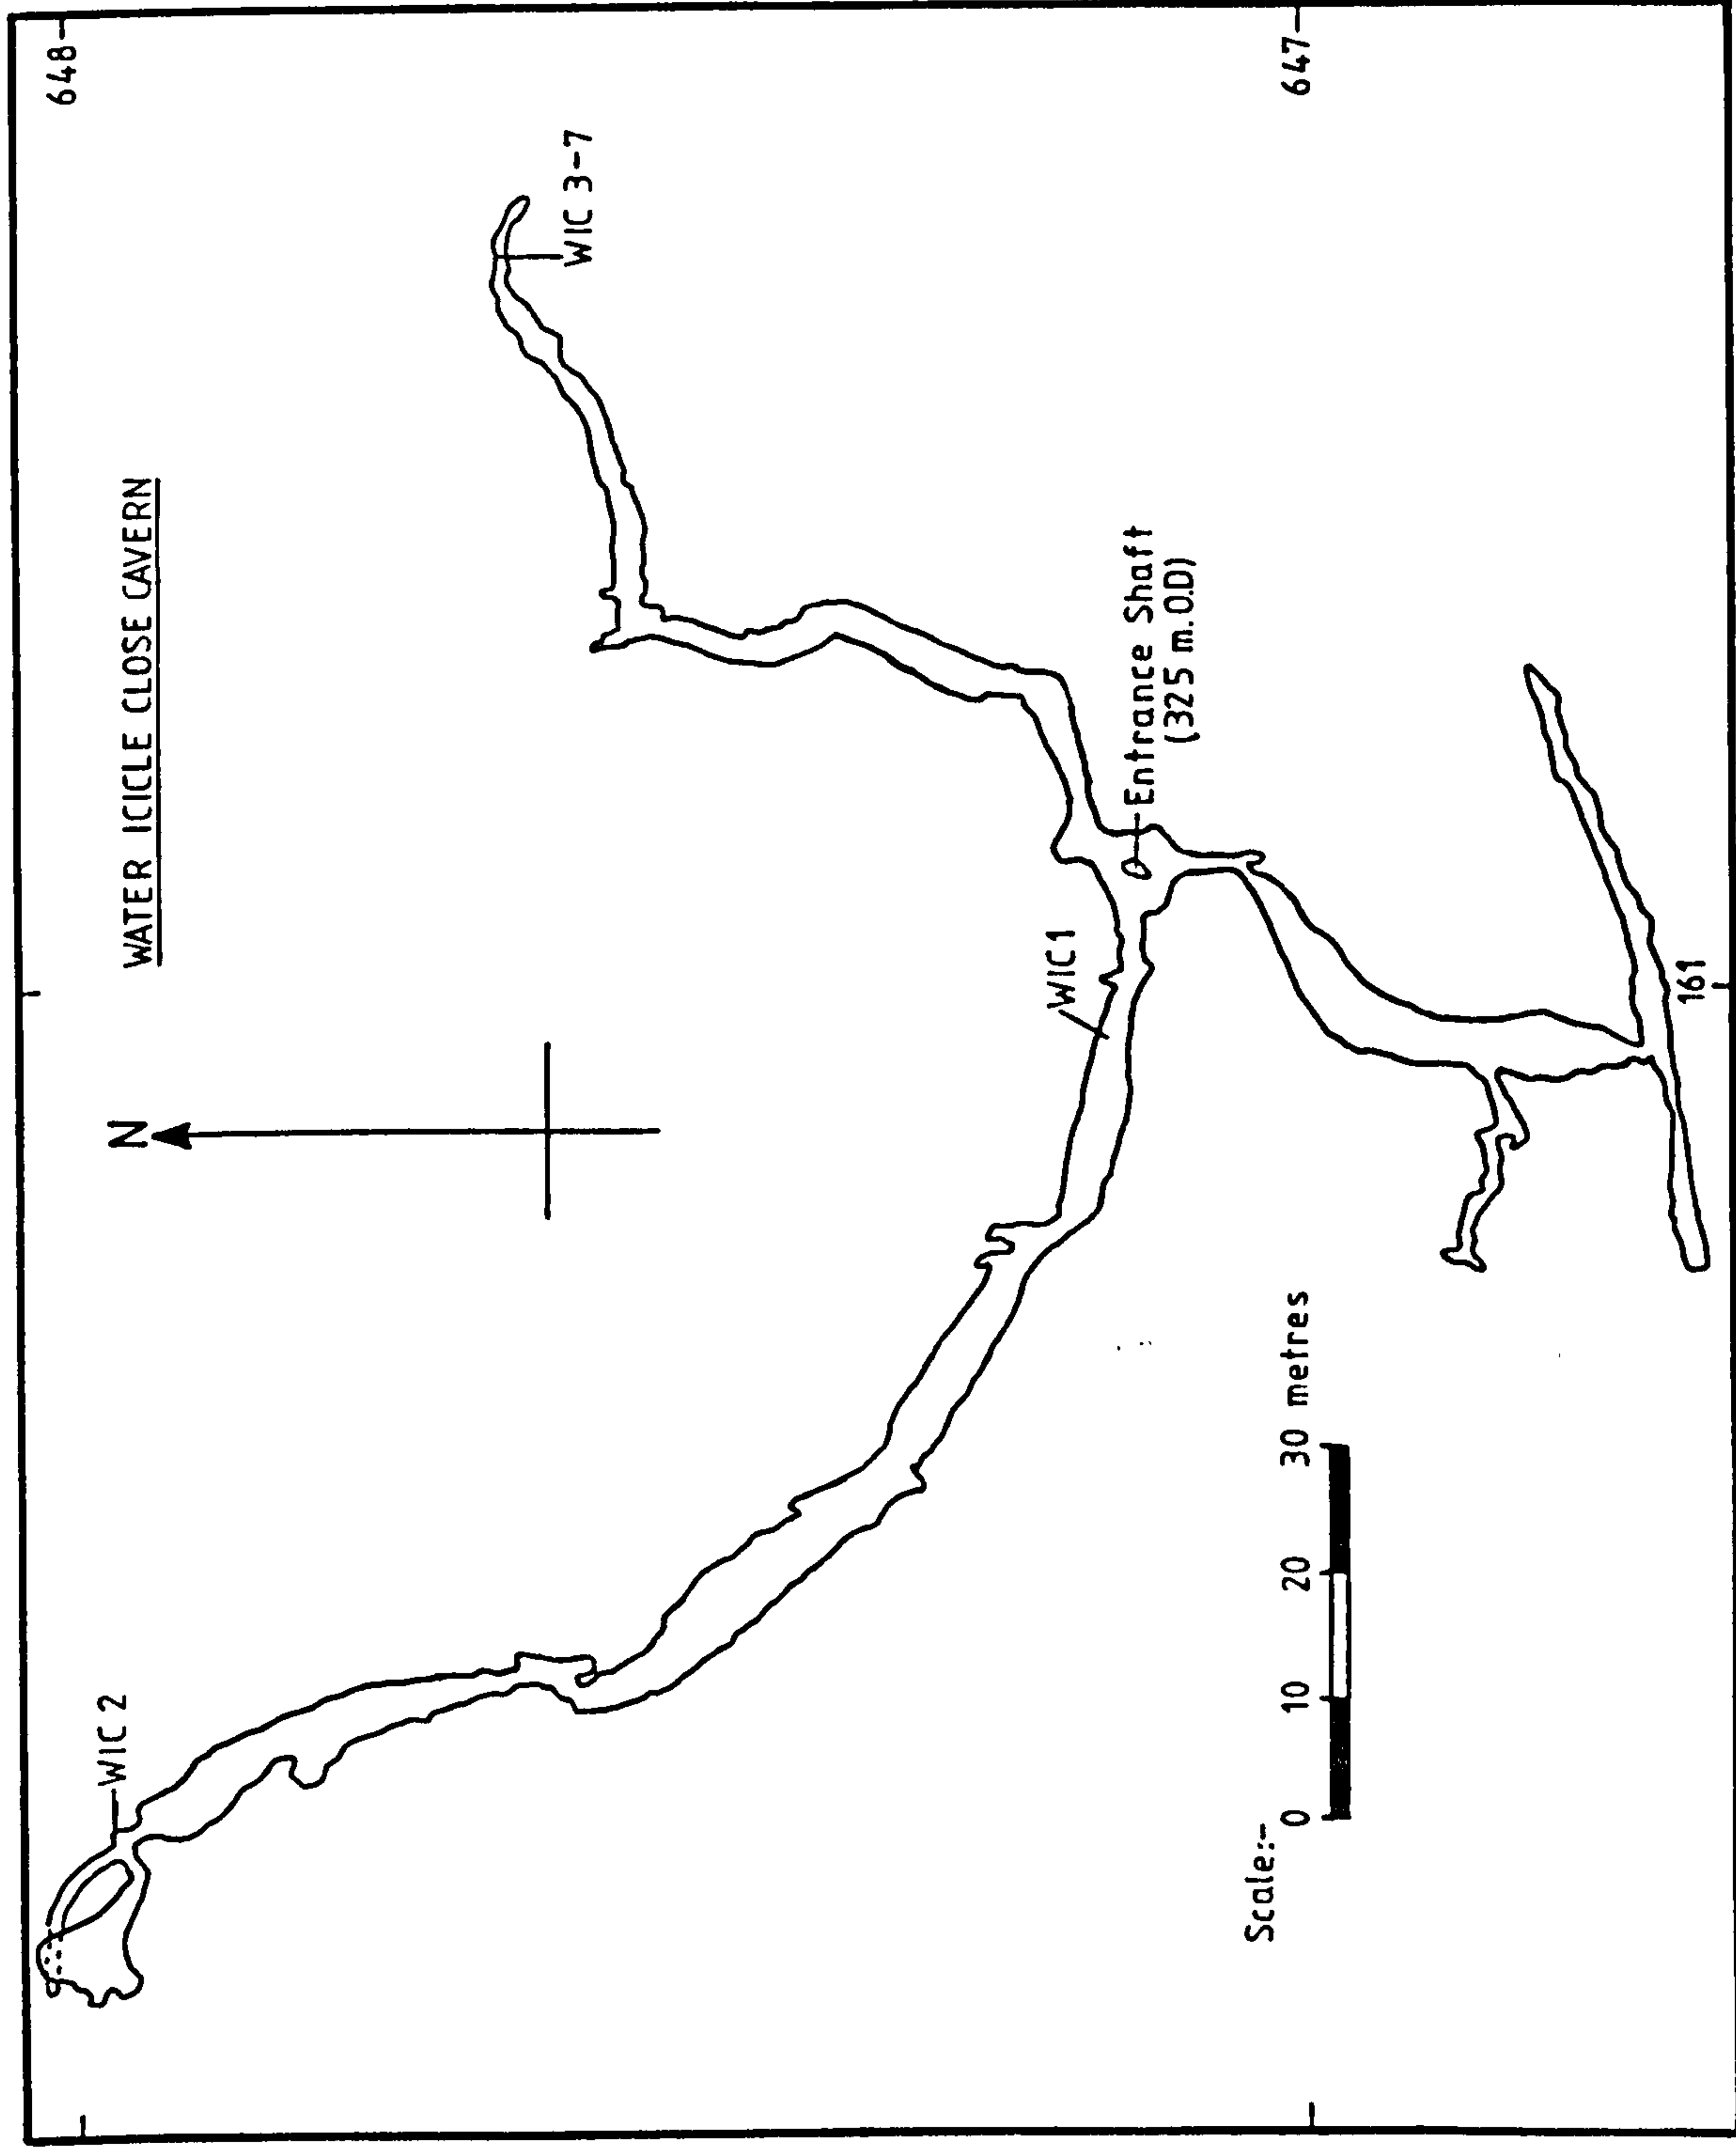 WATER ICICLE CLOSE CAVERN
N
648
647
161
WIC 2
WIC 3-7
WIC1
Entrance Shaft
(325 m.O.D)
Scale:-
0 10 20 30 metres